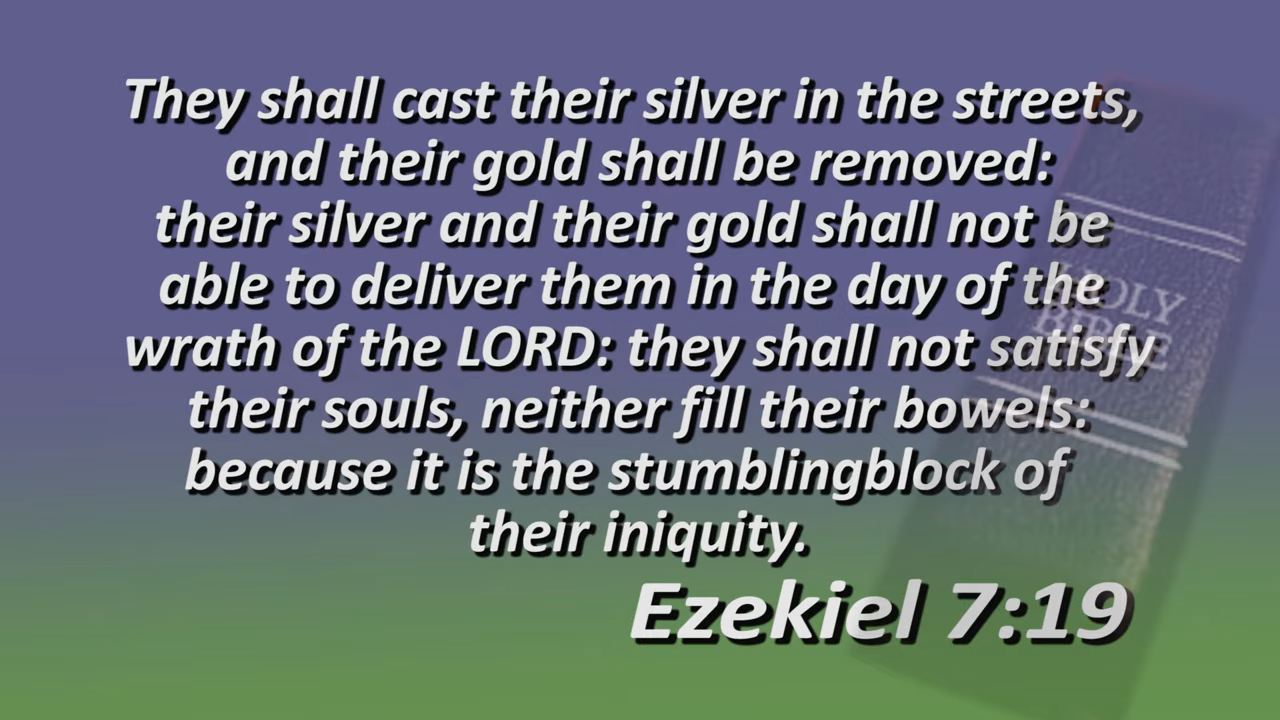 They shall cast their silver in the streets,
and their gold shall be removed:
their silver and their gold shall not be
able to deliver them in the day of the
wrath of the LORD: they shall not satisfy
their souls, neither fill their bowels:
because it is the stumblingblock of
their iniquity.
Ezekiel 7:19
HOLY
BIBLE